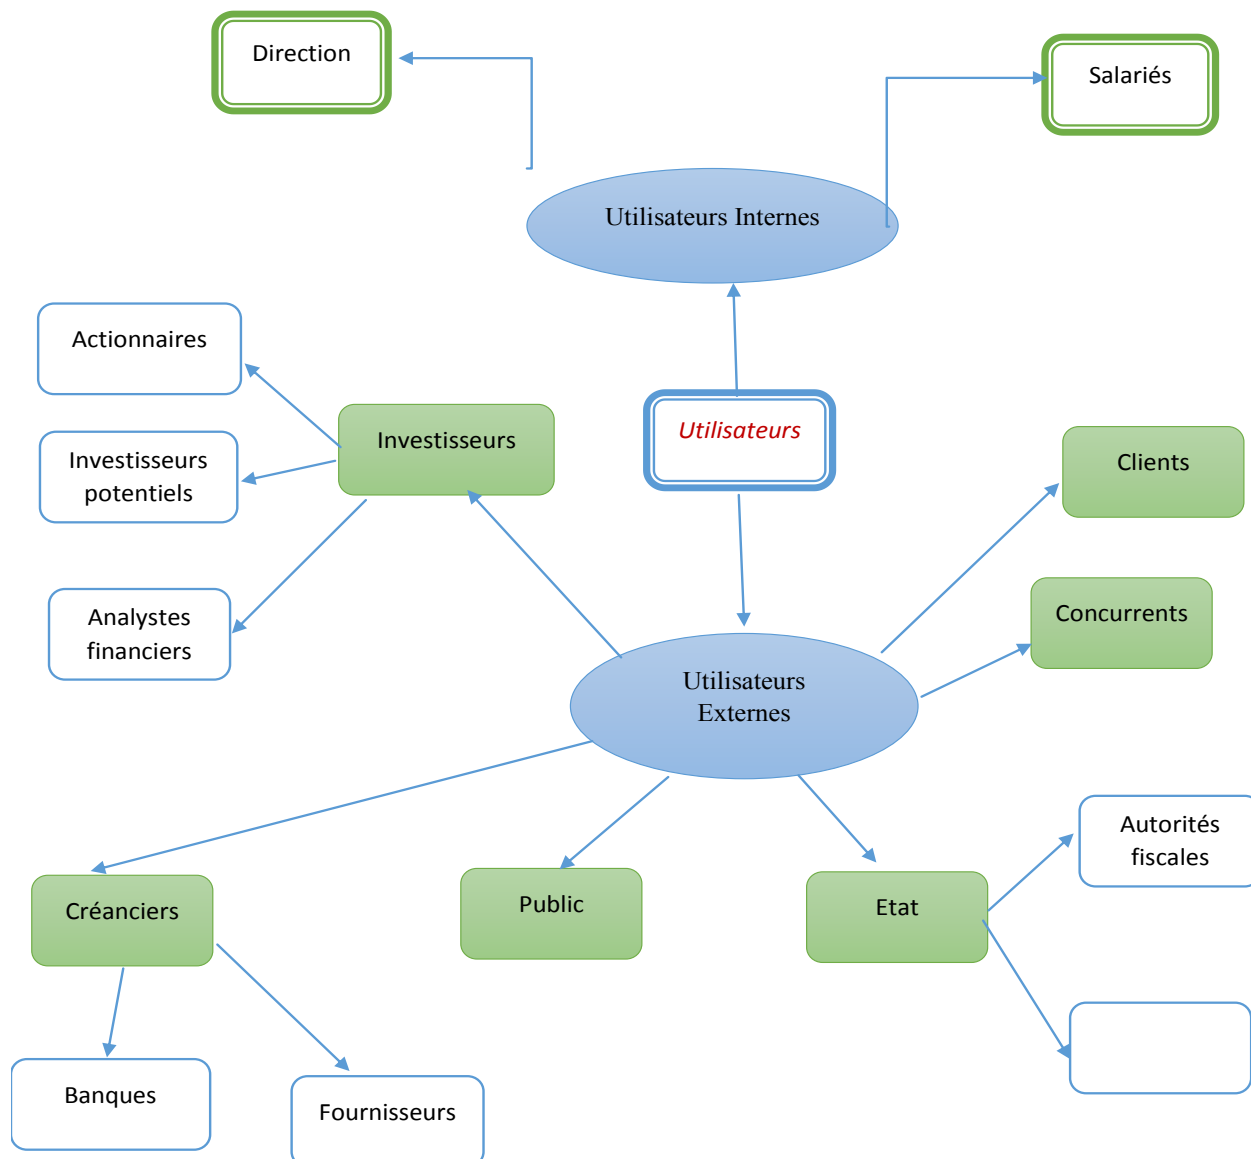 Direction
Salariés
Utilisateurs Internes
Actionnaires
Investisseurs
potentiels
Analystes
financiers
Investisseurs
Utilisateurs
Clients
Concurrents
Utilisateurs
Externes
Autorités
fiscales
Créanciers
Public
Etat
Banques
Fournisseurs